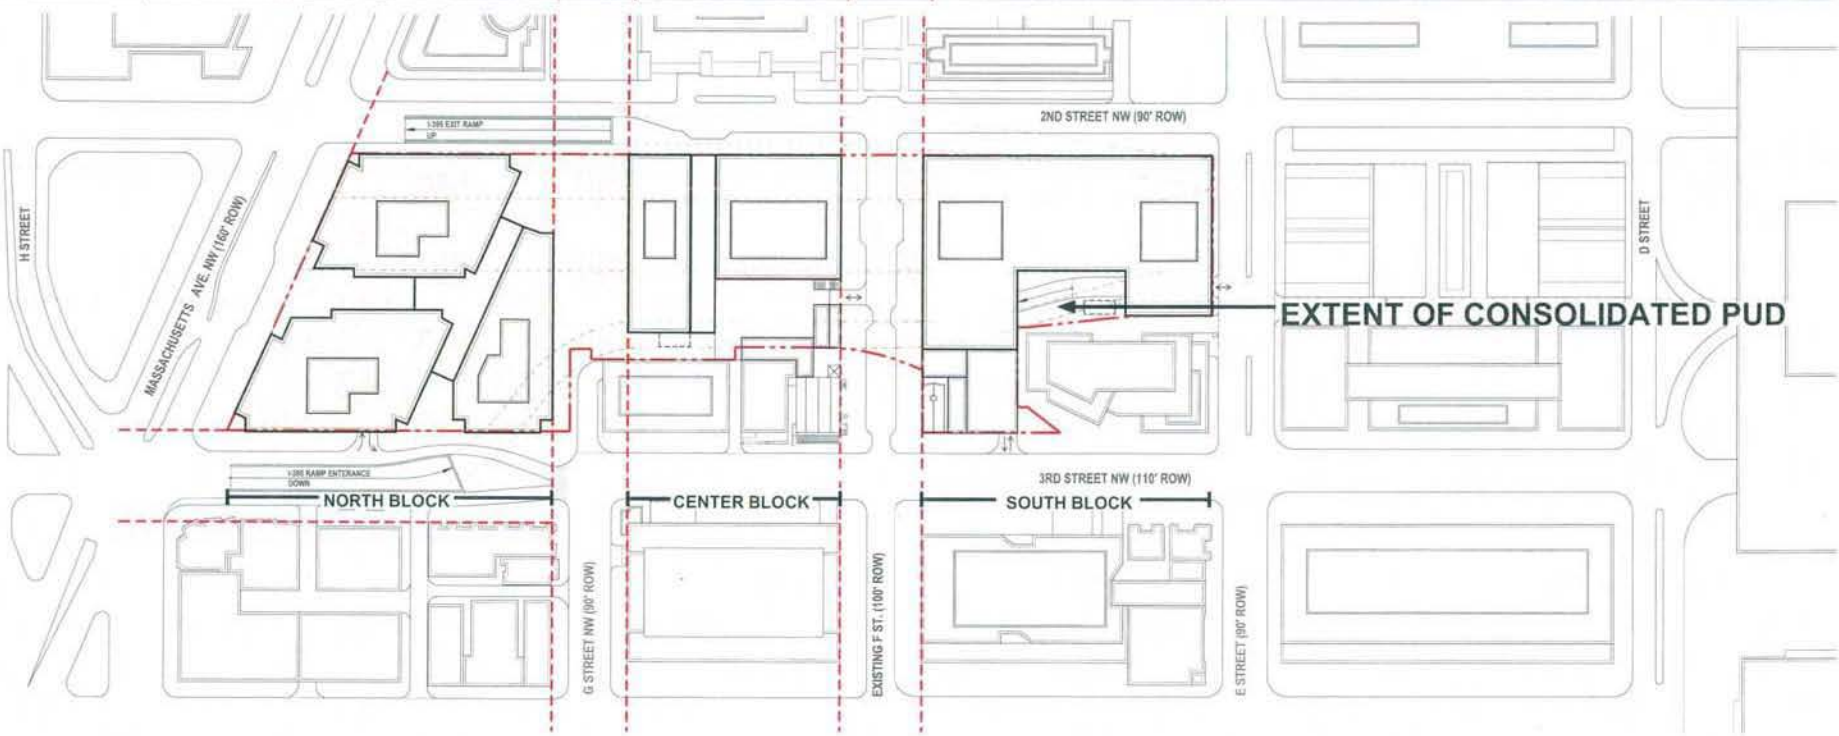 2ND STREET NW (90' ROW)
I-395 EXIT RAMP
UP
H STREET
MASSACHUSETTS AVE. NW (160' ROW)
D STREET
EXTENT OF CONSOLIDATED PUD
I-395 RAMP ENTERANCE
DOWN
3RD STREET NW (110' ROW)
NORTH BLOCK
CENTER BLOCK
SOUTH BLOCK
G STREET NW (90' ROW)
EXISTING F ST. (100' ROW)
E STREET (90' ROW)